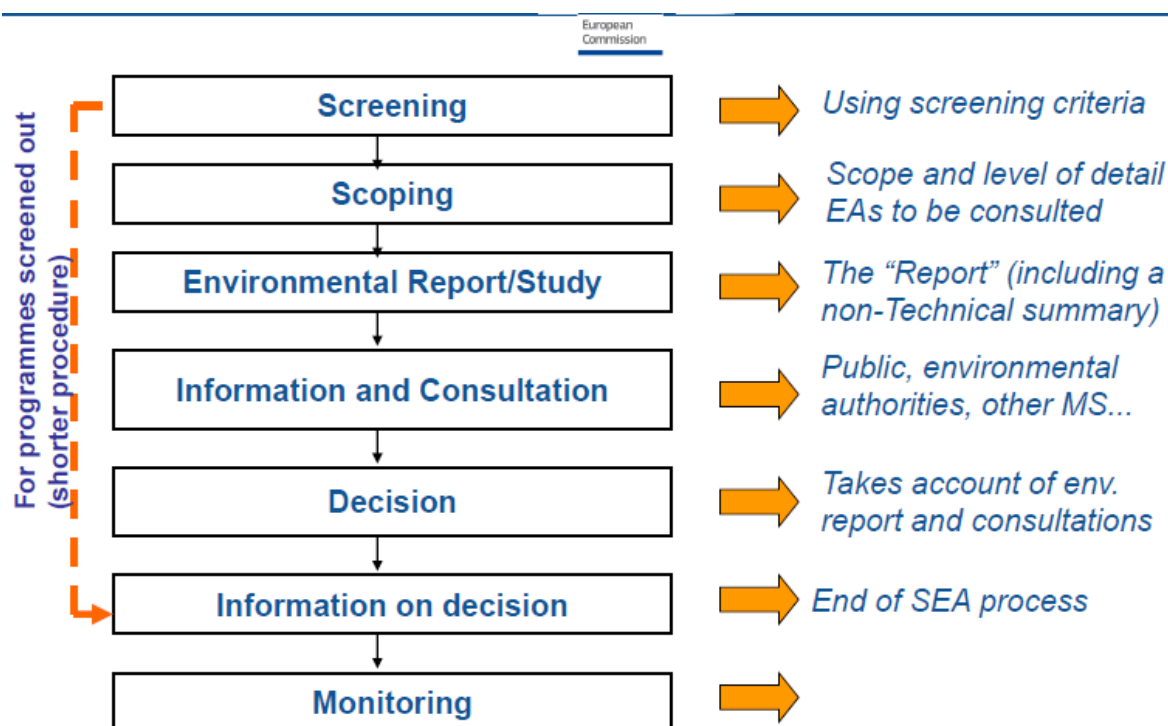 European
Commission
For programmes screened out
(shorter procedure)
Screening
Using screening criteria
Scoping
Scope and level of detail
EAs to be consulted
Environmental Report/Study
The “Report” (including a
non-Technical summary)
Information and Consultation
Public, environmental
authorities, other MS...
Decision
Takes account of env.
report and consultations
Information on decision
End of SEA process
Monitoring